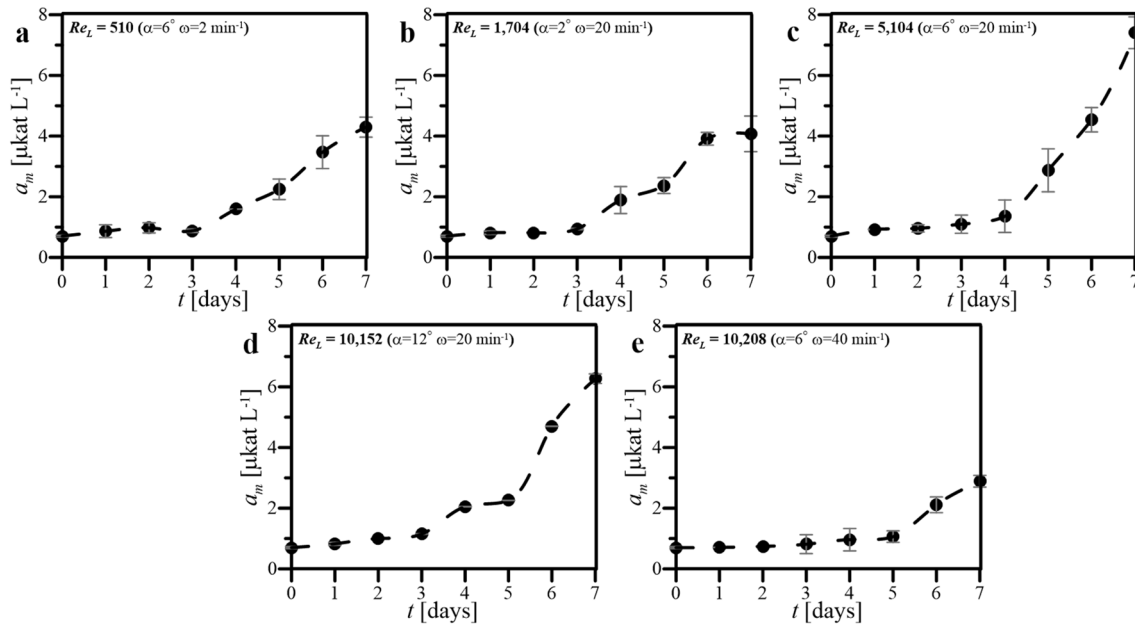 a
Re_L = 510 (α=6° ω=2 min⁻¹)
a_m [μkat L⁻¹]
8
6
4
2
0
0 1 2 3 4 5 6 7
t [days]
b
Re_L = 1,704 (α=2° ω=20 min⁻¹)
a_m [μkat L⁻¹]
8
6
4
2
0
0 1 2 3 4 5 6 7
t [days]
c
Re_L = 5,104 (α=6° ω=20 min⁻¹)
a_m [μkat L⁻¹]
8
6
4
2
0
0 1 2 3 4 5 6 7
t [days]
d
Re_L = 10,152 (α=12° ω=20 min⁻¹)
a_m [μkat L⁻¹]
8
6
4
2
0
0 1 2 3 4 5 6 7
t [days]
e
Re_L = 10,208 (α=6° ω=40 min⁻¹)
a_m [μkat L⁻¹]
8
6
4
2
0
0 1 2 3 4 5 6 7
t [days]